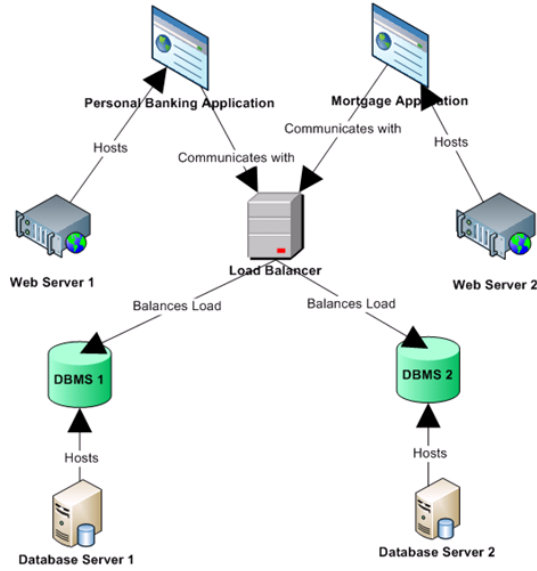 Personal Banking Application
Mortgage Application
Communicates with
Hosts
Hosts
Communicates with
Web Server 1
Load Balancer
Web Server 2
Balances Load
Balances Load
DBMS 1
DBMS 2
Hosts
Hosts
Database Server 1
Database Server 2